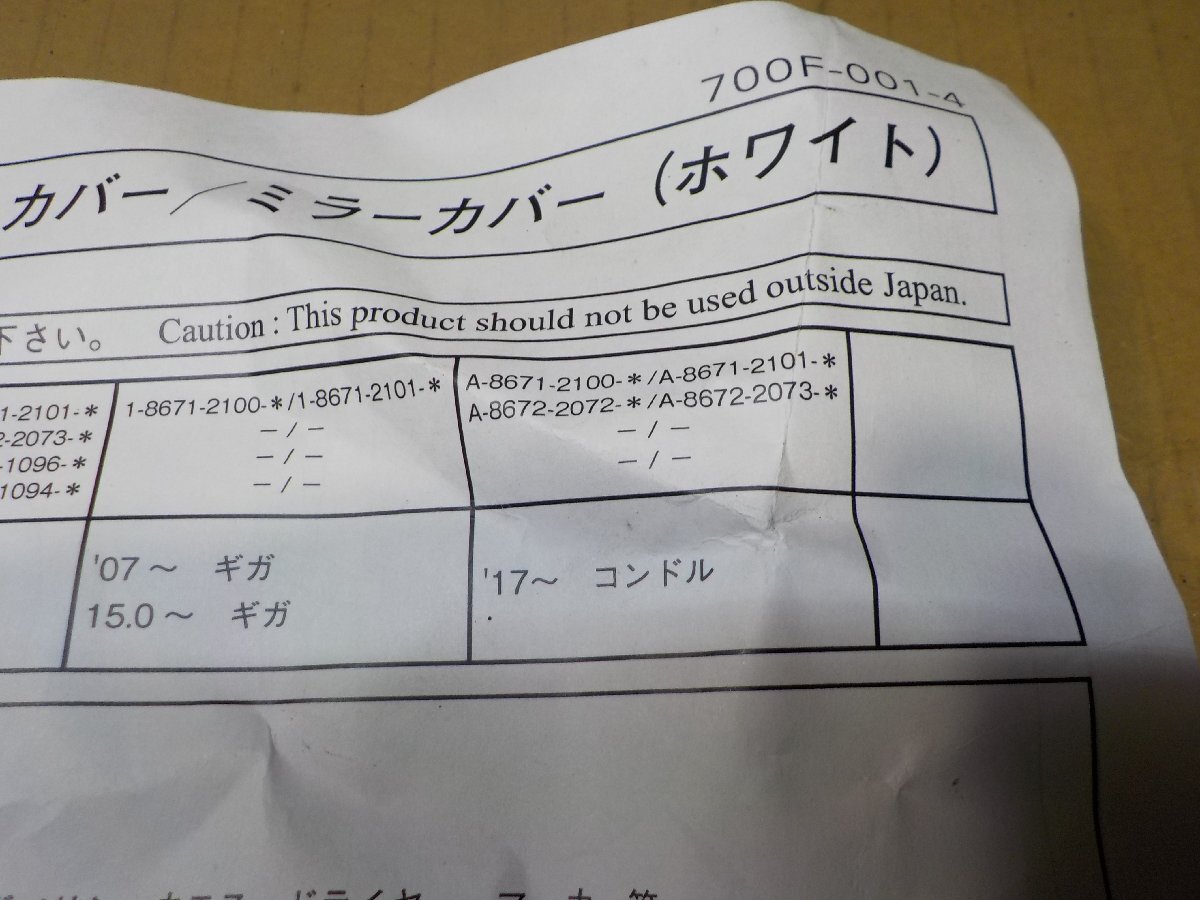 700F-001-4
カバー／ミラーカバー (ホワイト)
下さい。 Caution : This product should not be used outside Japan.
1-2101-＊
2-2073-＊
-1096-＊
1094-＊
1-8671-2100-＊/1-8671-2101-＊
－/－
－/－
－/－
A-8671-2100-＊/A-8671-2101-＊
A-8672-2072-＊/A-8672-2073-＊
－/－
－/－
'07～ ギガ
15.0～ ギガ
'17～ コンドル
.